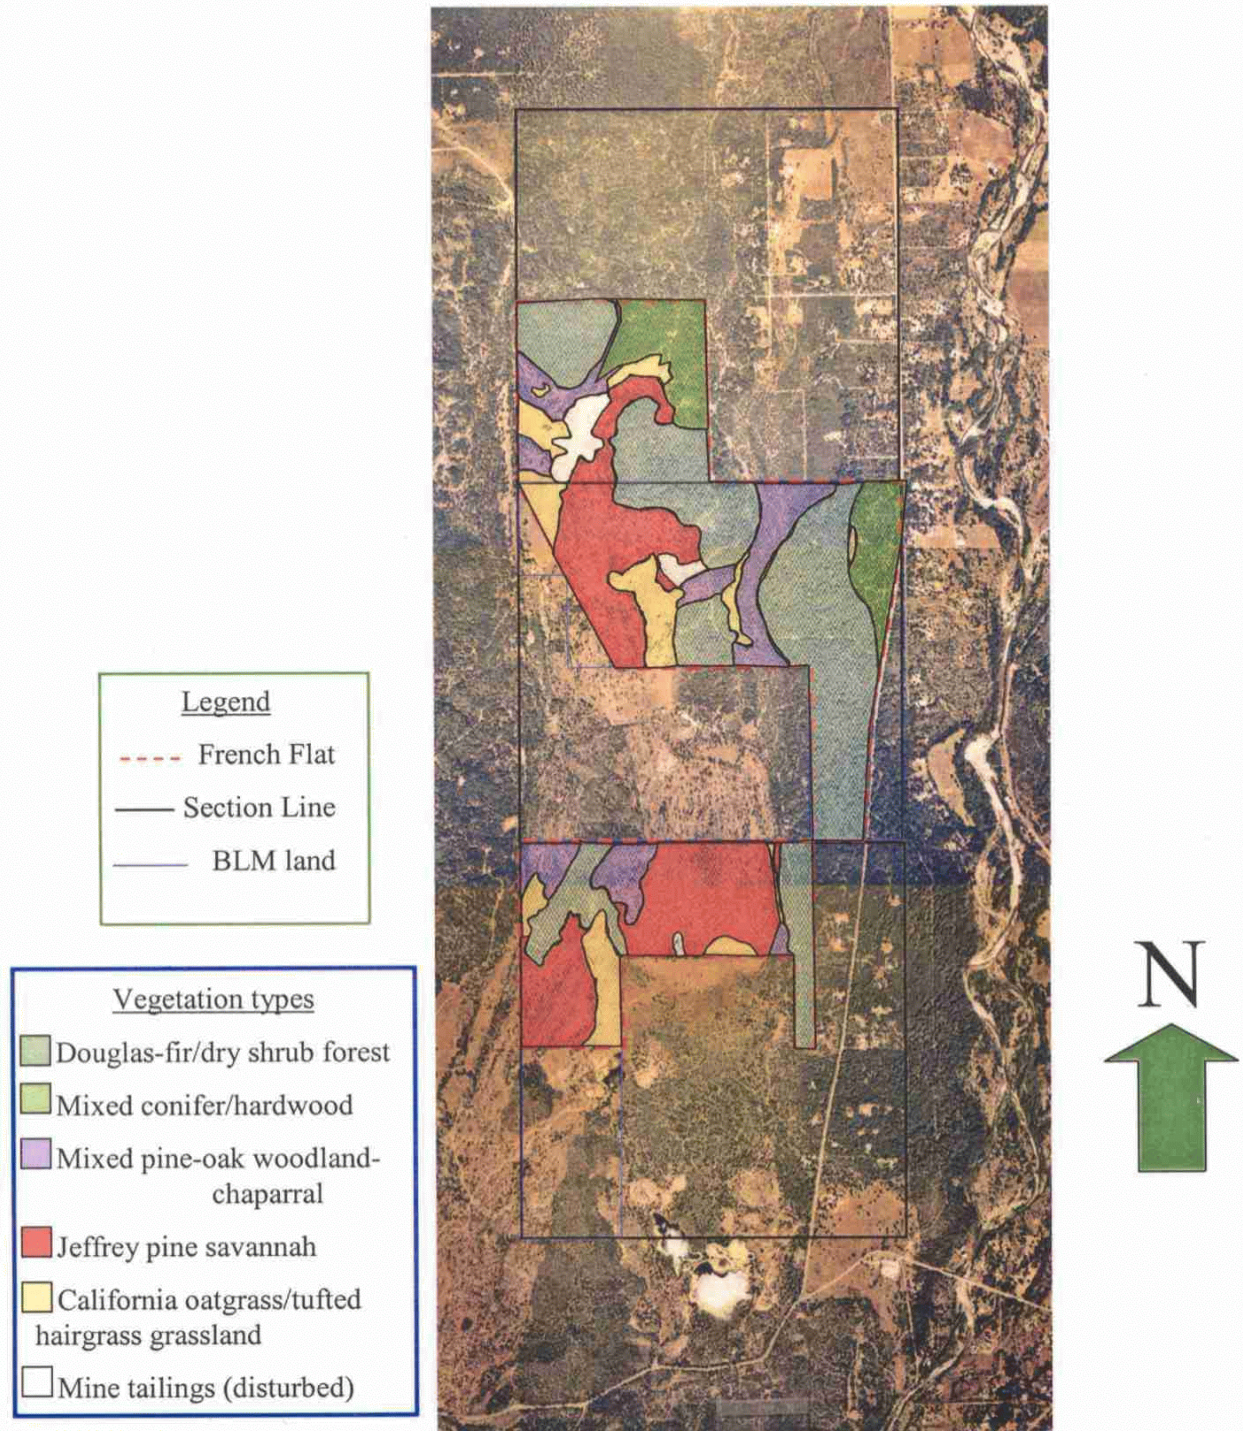 Legend
French Flat
Section Line
BLM land
Vegetation types
Douglas-fir/dry shrub forest
Mixed conifer/hardwood
Mixed pine-oak woodland-
chaparral
Jeffrey pine savannah
California oatgrass/tufted
hairgrass grassland
Mine tailings (disturbed)
N